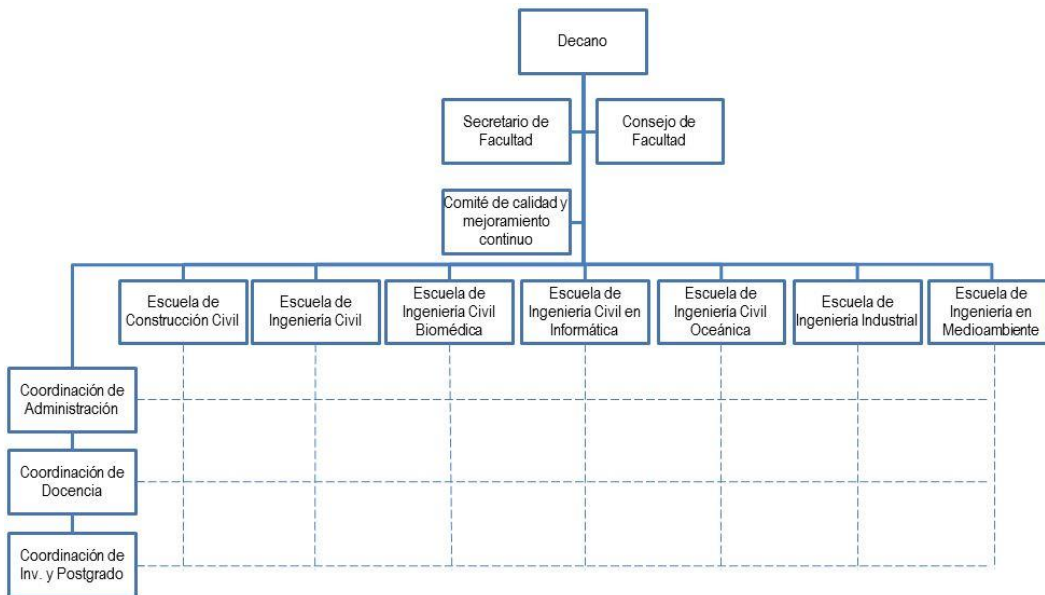 Decano
Secretario de
Facultad
Consejo de
Facultad
Comité de calidad y
mejoramiento
continuo
Escuela de
Construcción Civil
Escuela de
Ingeniería Civil
Escuela de
Ingeniería Civil
Biomédica
Escuela de
Ingeniería Civil en
Informática
Escuela de
Ingeniería Civil
Oceánica
Escuela de
Ingeniería Industrial
Escuela de
Ingeniería en
Medioambiente
Coordinación de
Administración
Coordinación de
Docencia
Coordinación de
Inv. y Postgrado